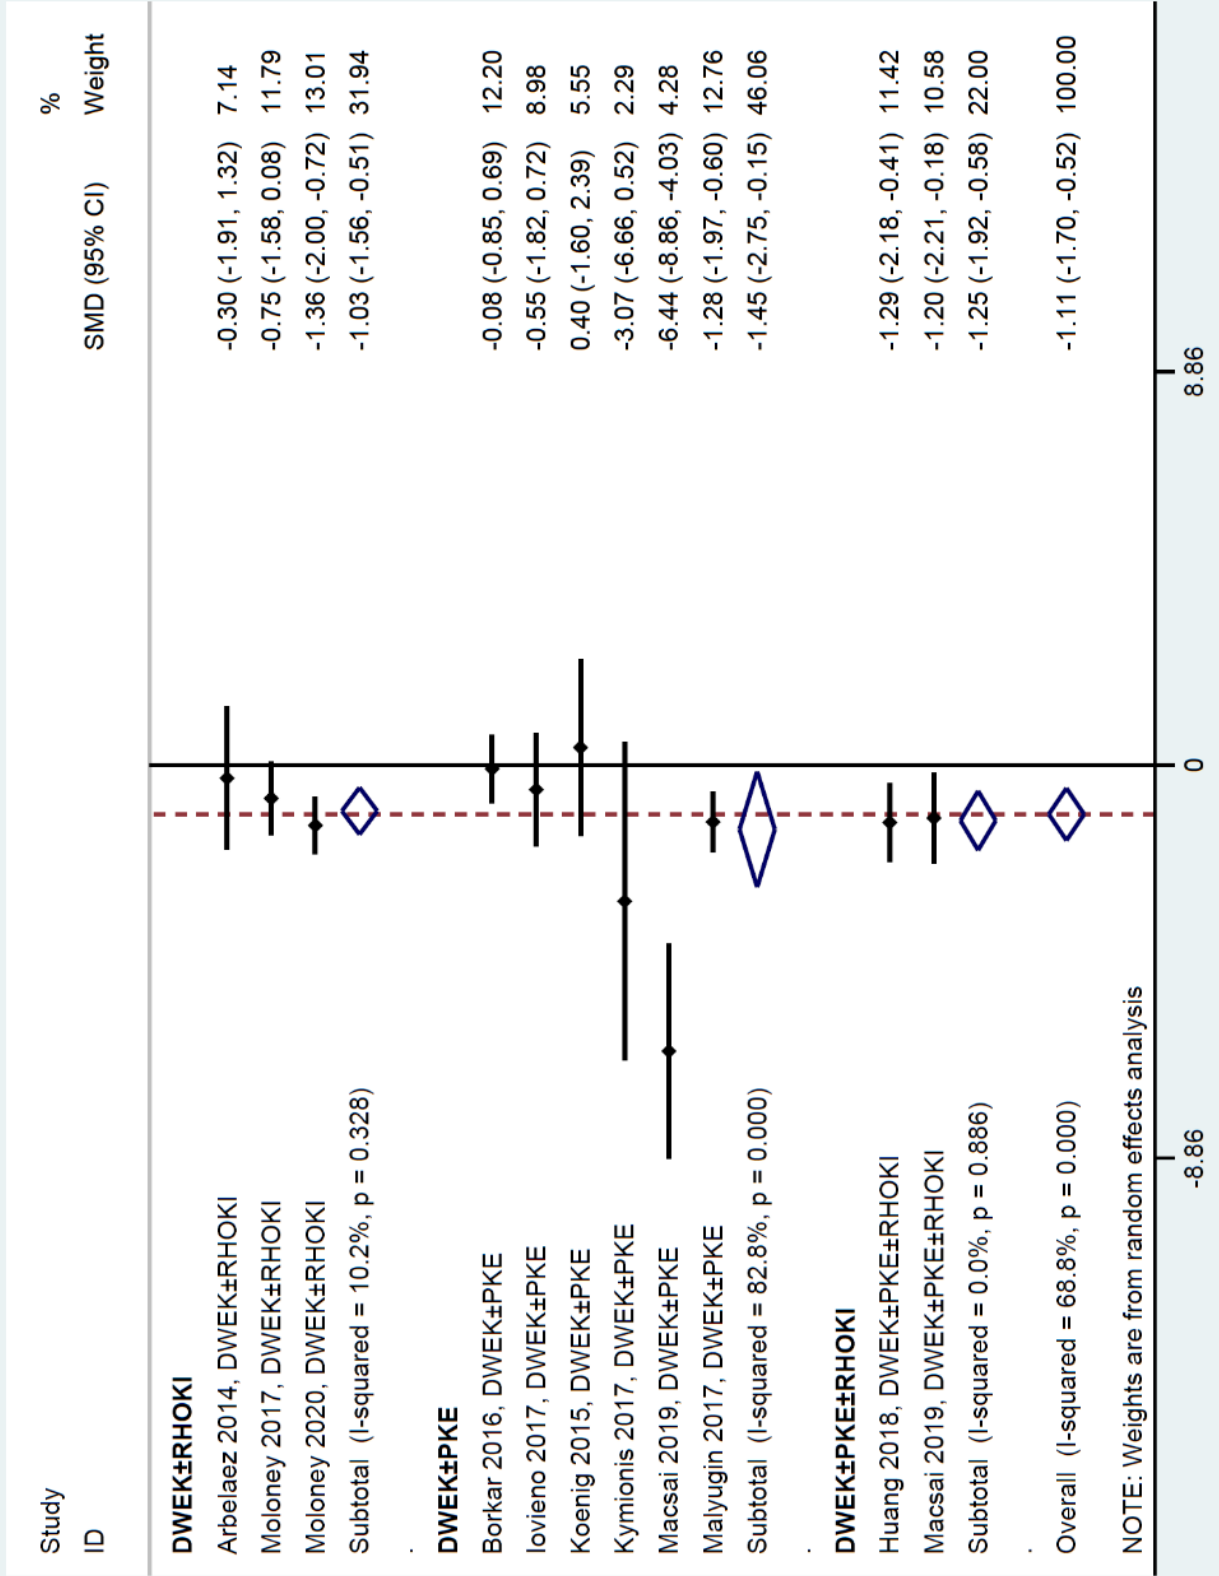 Study %
ID SMD (95% CI) Weight
DWEK±RHOKI
Arbelaez 2014, DWEK±RHOKI -0.30 (-1.91, 1.32) 7.14
Moloney 2017, DWEK±RHOKI -0.75 (-1.58, 0.08) 11.79
Moloney 2020, DWEK±RHOKI -1.36 (-2.00, -0.72) 13.01
Subtotal (I-squared = 10.2%, p = 0.328) -1.03 (-1.56, -0.51) 31.94
.
DWEK±PKE
Borkar 2016, DWEK±PKE -0.08 (-0.85, 0.69) 12.20
Iovieno 2017, DWEK±PKE -0.55 (-1.82, 0.72) 8.98
Koenig 2015, DWEK±PKE 0.40 (-1.60, 2.39) 5.55
Kymionis 2017, DWEK±PKE -3.07 (-6.66, 0.52) 2.29
Macsai 2019, DWEK±PKE -6.44 (-8.86, -4.03) 4.28
Malyugin 2017, DWEK±PKE -1.28 (-1.97, -0.60) 12.76
Subtotal (I-squared = 82.8%, p = 0.000) -1.45 (-2.75, -0.15) 46.06
.
DWEK±PKE±RHOKI
Huang 2018, DWEK±PKE±RHOKI -1.29 (-2.18, -0.41) 11.42
Macsai 2019, DWEK±PKE±RHOKI -1.20 (-2.21, -0.18) 10.58
Subtotal (I-squared = 0.0%, p = 0.886) -1.25 (-1.92, -0.58) 22.00
.
Overall (I-squared = 68.8%, p = 0.000) -1.11 (-1.70, -0.52) 100.00
NOTE: Weights are from random effects analysis
-8.86 0 8.86